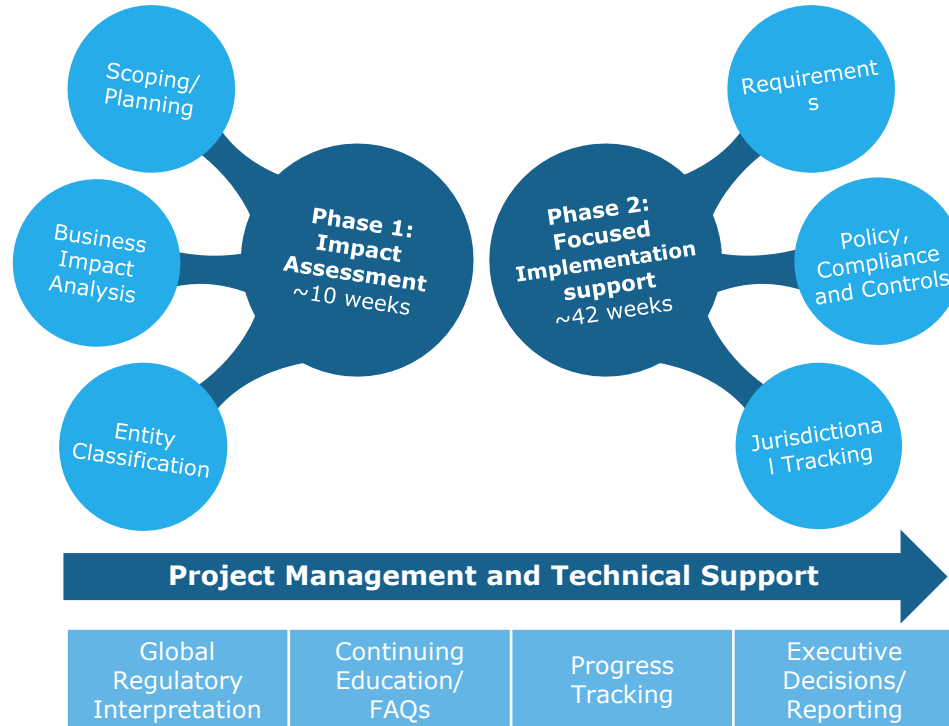 Scoping/
Planning
Business
Impact
Analysis
Entity
Classification
Phase 1:
Impact
Assessment
~10 weeks
Phase 2:
Focused
Implementation
support
~42 weeks
Requirement
s
Policy,
Compliance
and Controls
Jurisdictiona
l Tracking
Project Management and Technical Support
Global
Regulatory
Interpretation
Continuing
Education/
FAQs
Progress
Tracking
Executive
Decisions/
Reporting